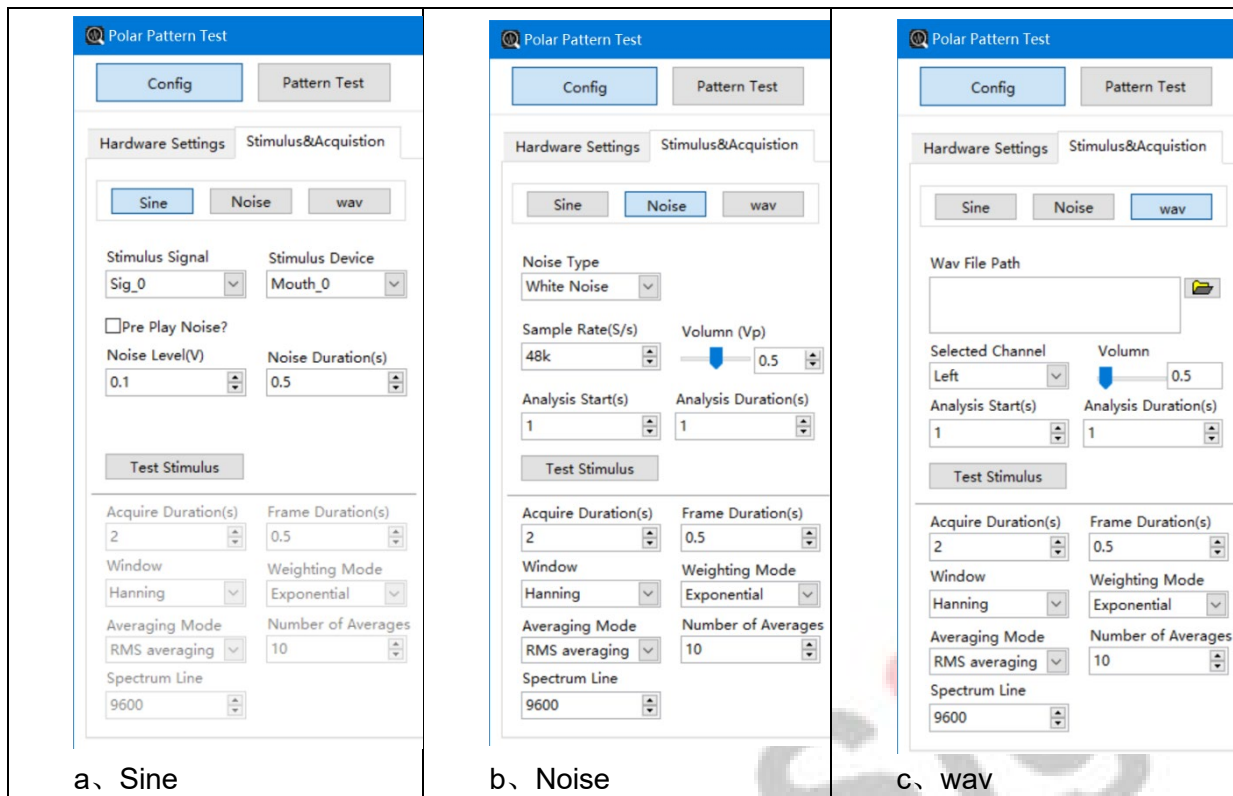 Polar Pattern Test
Config Pattern Test
Hardware Settings Stimulus&Acquistion
Sine Noise wav
Stimulus Signal Stimulus Device
Sig_0 Mouth_0
Pre Play Noise?
Noise Level(V) Noise Duration(s)
0.1 0.5
Test Stimulus
Acquire Duration(s) Frame Duration(s)
2 0.5
Window Weighting Mode
Hanning Exponential
Averaging Mode Number of Averages
RMS averaging 10
Spectrum Line
9600
a、Sine
Polar Pattern Test
Config Pattern Test
Hardware Settings Stimulus&Acquistion
Sine Noise wav
Noise Type
White Noise
Sample Rate(S/s) Volumn (Vp)
48k 0.5
Analysis Start(s) Analysis Duration(s)
1 1
Test Stimulus
Acquire Duration(s) Frame Duration(s)
2 0.5
Window Weighting Mode
Hanning Exponential
Averaging Mode Number of Averages
RMS averaging 10
Spectrum Line
9600
b、Noise
Polar Pattern Test
Config Pattern Test
Hardware Settings Stimulus&Acquistion
Sine Noise wav
Wav File Path
Selected Channel Volumn
Left 0.5
Analysis Start(s) Analysis Duration(s)
1 1
Test Stimulus
Acquire Duration(s) Frame Duration(s)
2 0.5
Window Weighting Mode
Hanning Exponential
Averaging Mode Number of Averages
RMS averaging 10
Spectrum Line
9600
c、wav